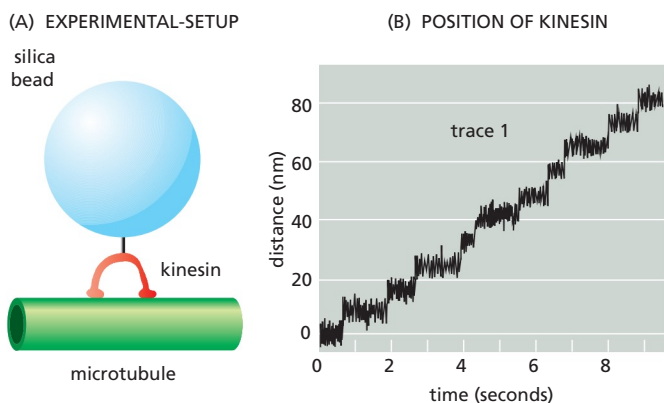 (A) EXPERIMENTAL-SETUP
silica
bead
kinesin
microtubule
(B) POSITION OF KINESIN
trace 1
distance (nm)
80
60
40
20
0
0 2 4 6 8
time (seconds)